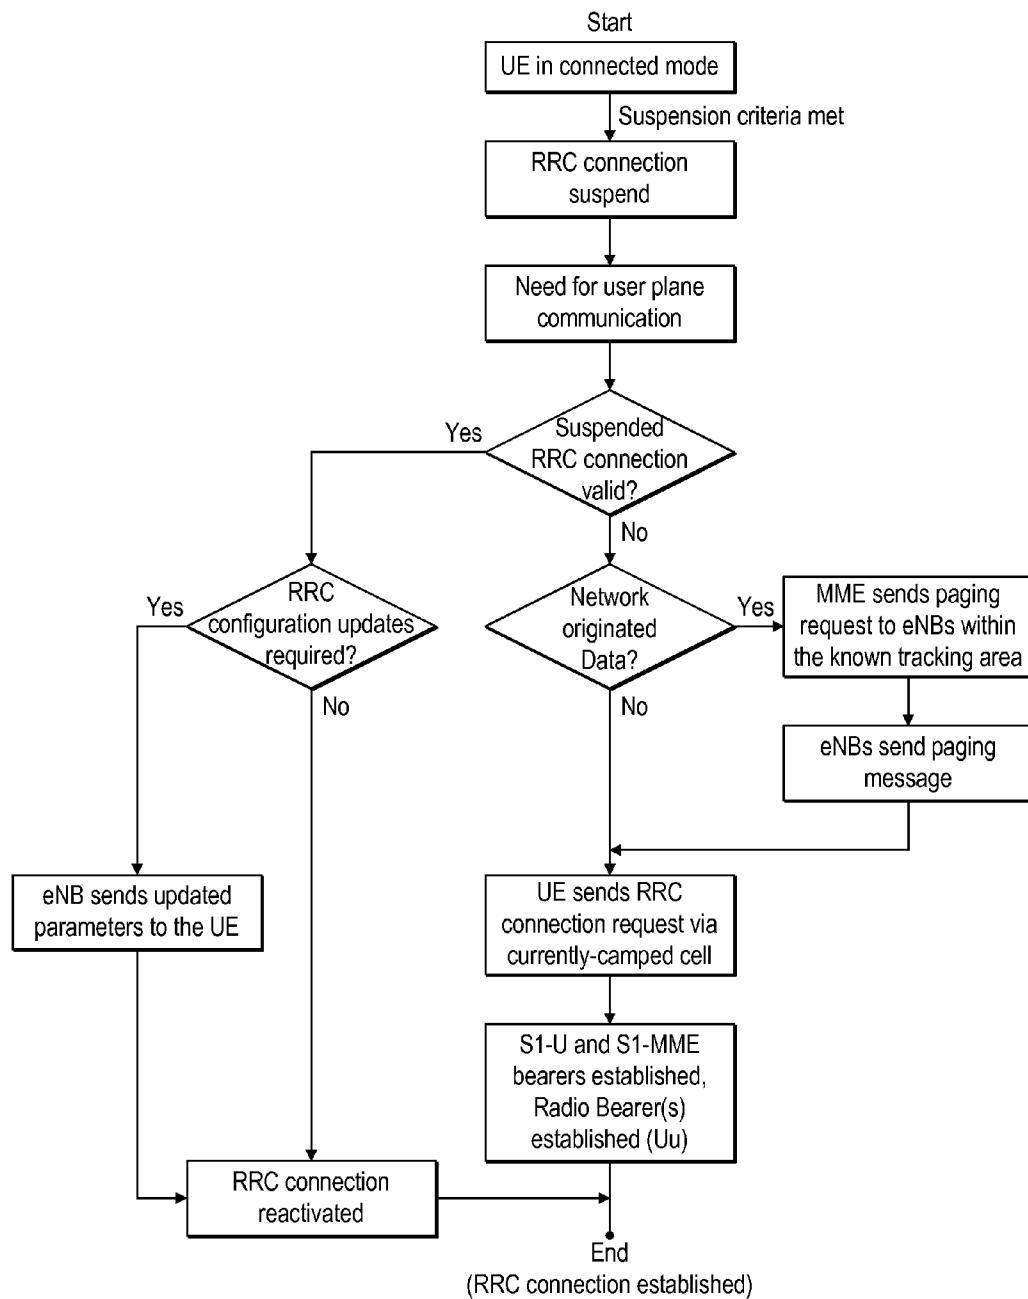 Start
UE in connected mode
Suspension criteria met
RRC connection
suspend
Need for user plane
communication
Yes
Suspended
RRC connection
valid?
No
Yes
RRC
configuration updates
required?
No
Network
originated
Data?
Yes
No
MME sends paging
request to eNBs within
the known tracking area
eNBs send paging
message
eNB sends updated
parameters to the UE
UE sends RRC
connection request via
currently-camped cell
S1-U and S1-MME
bearers established,
Radio Bearer(s)
established (Uu)
RRC connection
reactivated
End
(RRC connection established)